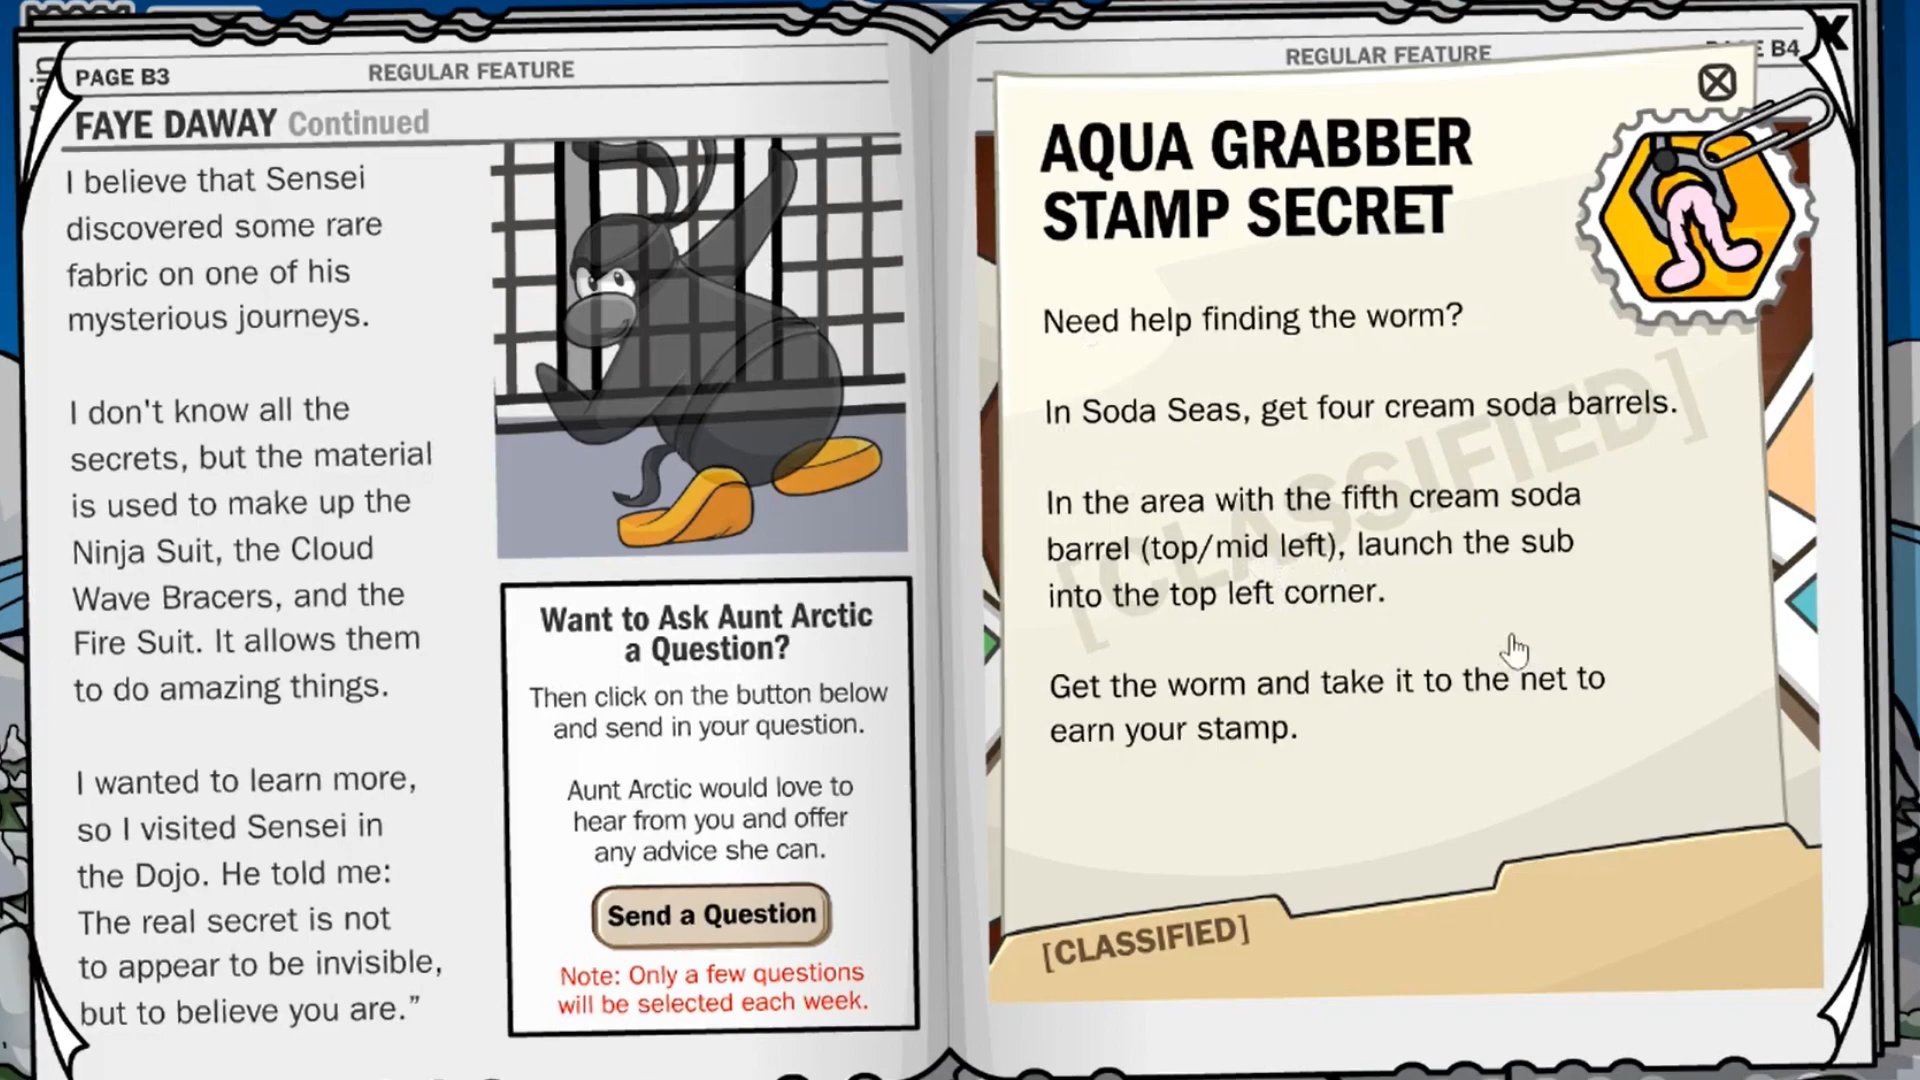 PAGE B3
REGULAR FEATURE
FAYE DAWAY Continued
I believe that Sensei
discovered some rare
fabric on one of his
mysterious journeys.
I don't know all the
secrets, but the material
is used to make up the
Ninja Suit, the Cloud
Wave Bracers, and the
Fire Suit. It allows them
to do amazing things.
I wanted to learn more,
so I visited Sensei in
the Dojo. He told me:
The real secret is not
to appear to be invisible,
but to believe you are.”
Want to Ask Aunt Arctic
a Question?
Then click on the button below
and send in your question.
Aunt Arctic would love to
hear from you and offer
any advice she can.
Send a Question
Note: Only a few questions
will be selected each week.
REGULAR FEATURE
B4
AQUA GRABBER
STAMP SECRET
Need help finding the worm?
In Soda Seas, get four cream soda barrels.
In the area with the fifth cream soda
barrel (top/mid left), launch the sub
into the top left corner.
Get the worm and take it to the net to
earn your stamp.
[CLASSIFIED]
[CLASSIFIED]